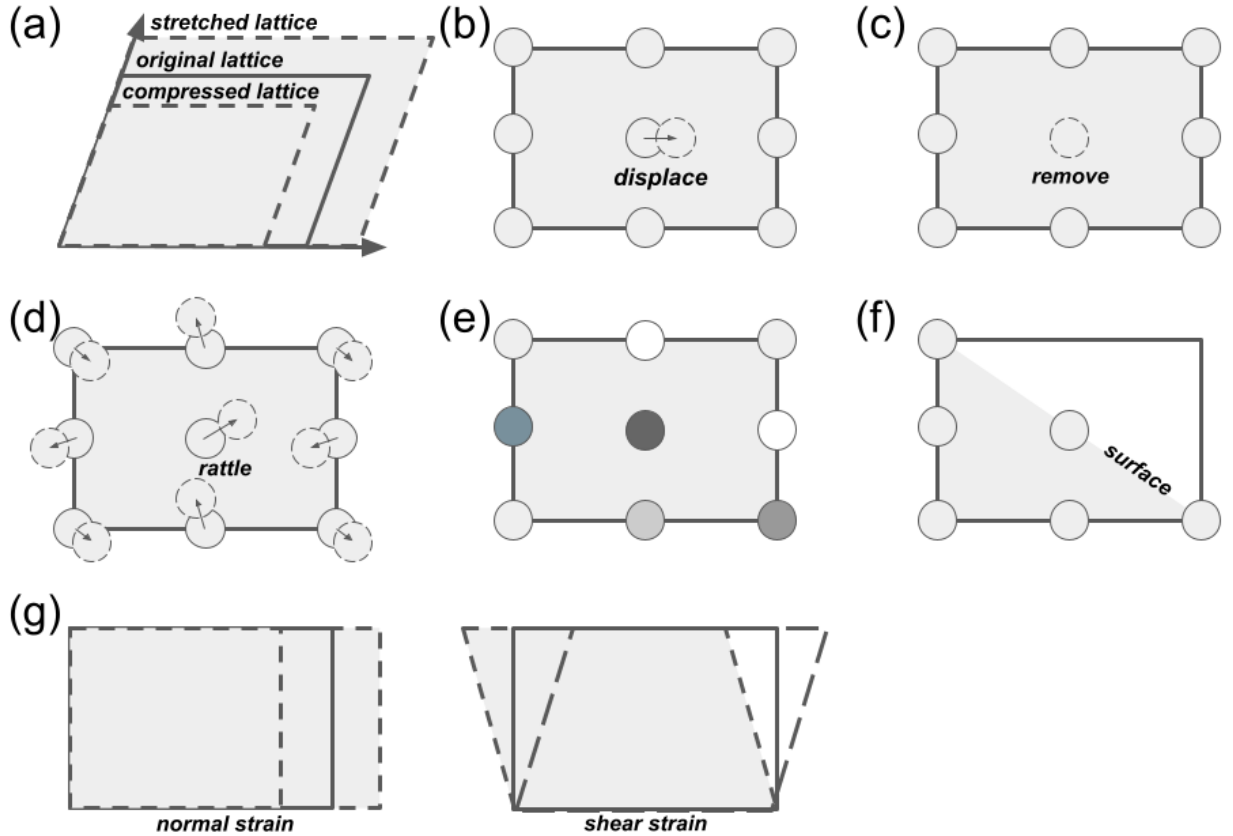 (a)
stretched lattice
original lattice
compressed lattice
(b)
displace
(c)
remove
(d)
rattle
(e)
(f)
surface
(g)
normal strain
shear strain